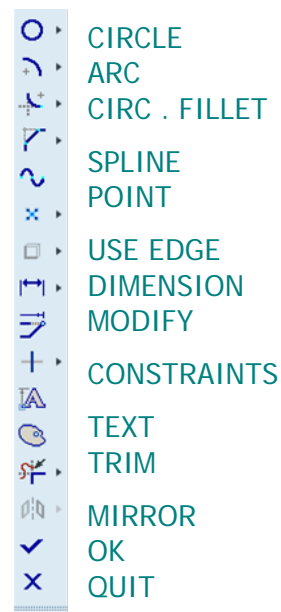 CIRCLE
ARC
CIRC . FILLET
SPLINE
POINT
USE EDGE
DIMENSION
MODIFY
CONSTRAINTS
TEXT
TRIM
MIRROR
OK
QUIT